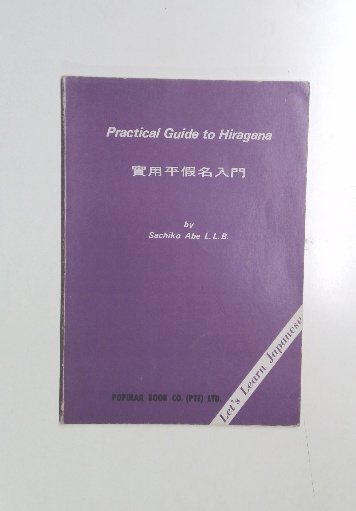 Practical Guide to Hiragana
實用平假名入門
by
Sachiko Abe L.L.B.
Let's Learn Japanese
POPULAR BOOK CO. (PTE) LTD.